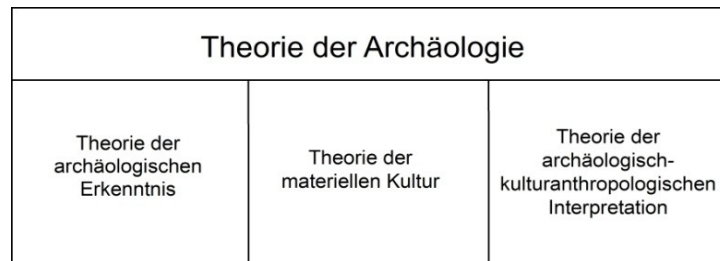 Theorie der Archäologie
Theorie der
archäologischen
Erkenntnis
Theorie der
materiellen Kultur
Theorie der
archäologisch-
kulturanthropologischen
Interpretation